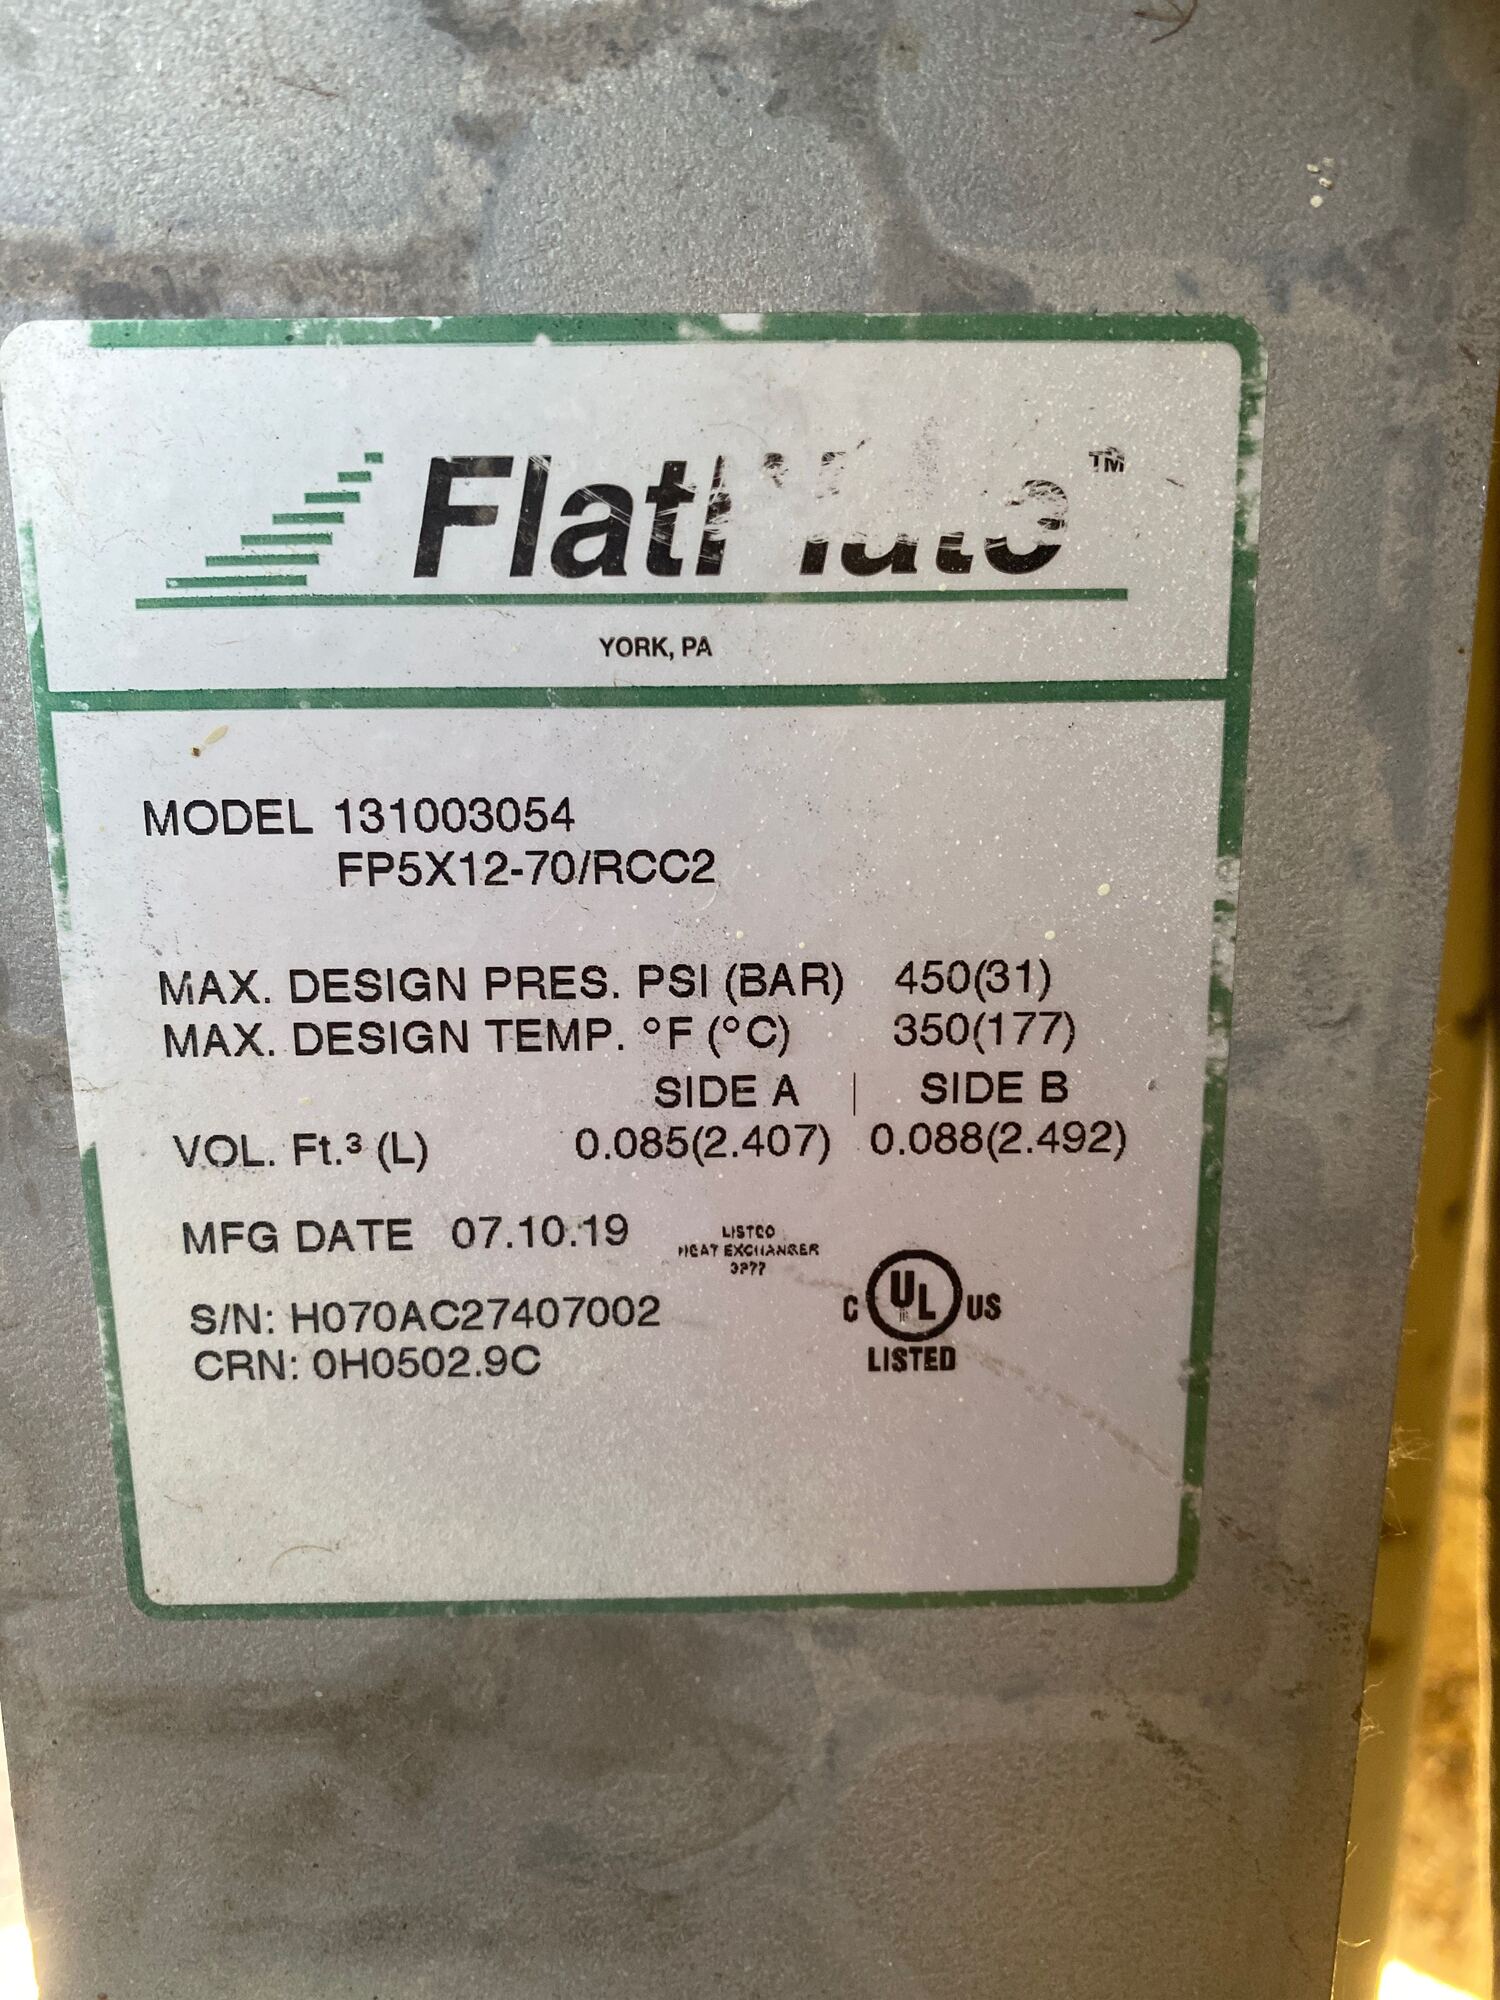 FlatPlate™
YORK, PA
MODEL 131003054
FP5X12-70/RCC2
MAX. DESIGN PRES. PSI (BAR) 450(31)
MAX. DESIGN TEMP. °F (°C) 350(177)
SIDE A | SIDE B
VOL. Ft.³ (L) 0.085(2.407) 0.088(2.492)
MFG DATE 07.10.19
LISTED
HEAT EXCHANGER
S/N: H070AC27407002
CRN: 0H0502.9C
C UL US
LISTED